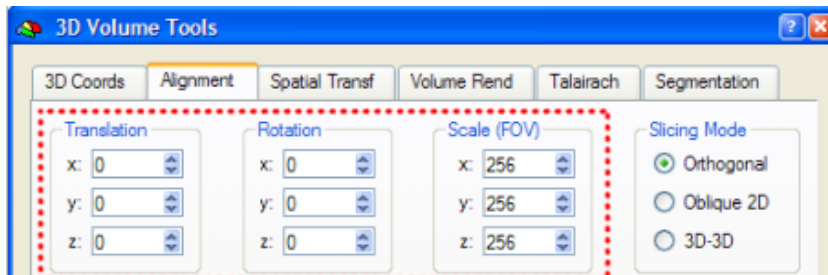 3D Volume Tools
3D Coords Alignment Spatial Transf Volume Rend Talairach Segmentation
Translation Rotation Scale (FOV) Slicing Mode
x: 0 x: 0 x: 256 Orthogonal
y: 0 y: 0 y: 256 Oblique 2D
z: 0 z: 0 z: 256 3D-3D